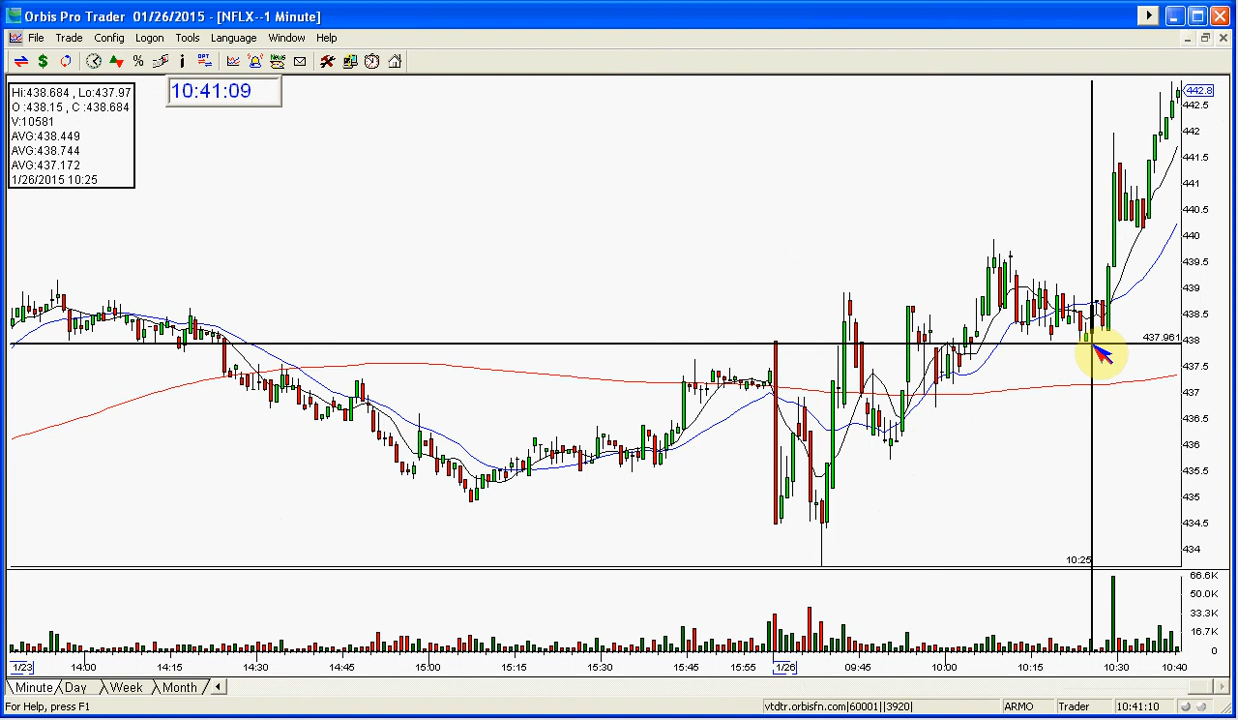 Orbis Pro Trader 01/26/2015 - [NFLX--1 Minute]
File Trade Config Logon Tools Language Window Help
OPT News
Hi:438.684 , Lo:437.97
O :438.15 , C :438.684
V:10581
AVG:438.449
AVG:438.744
AVG:437.172
1/26/2015 10:25
10:41:09
442.8
442.5
442
441.5
441
440.5
440
439.5
439
438.5
437.961
438
437.5
437
436.5
436
435.5
435
434.5
434
10:25
66.6K
50.0K
33.3K
16.7K
0
1/23 14:00 14:15 14:30 14:45 15:00 15:15 15:30 15:45 15:55 1/26 09:45 10:00 10:15 10:30 10:40
Minute Day Week Month
For Help, press F1 vtdtr.orbisfn.com|60001||3920| ARMO Trader 10:41:10